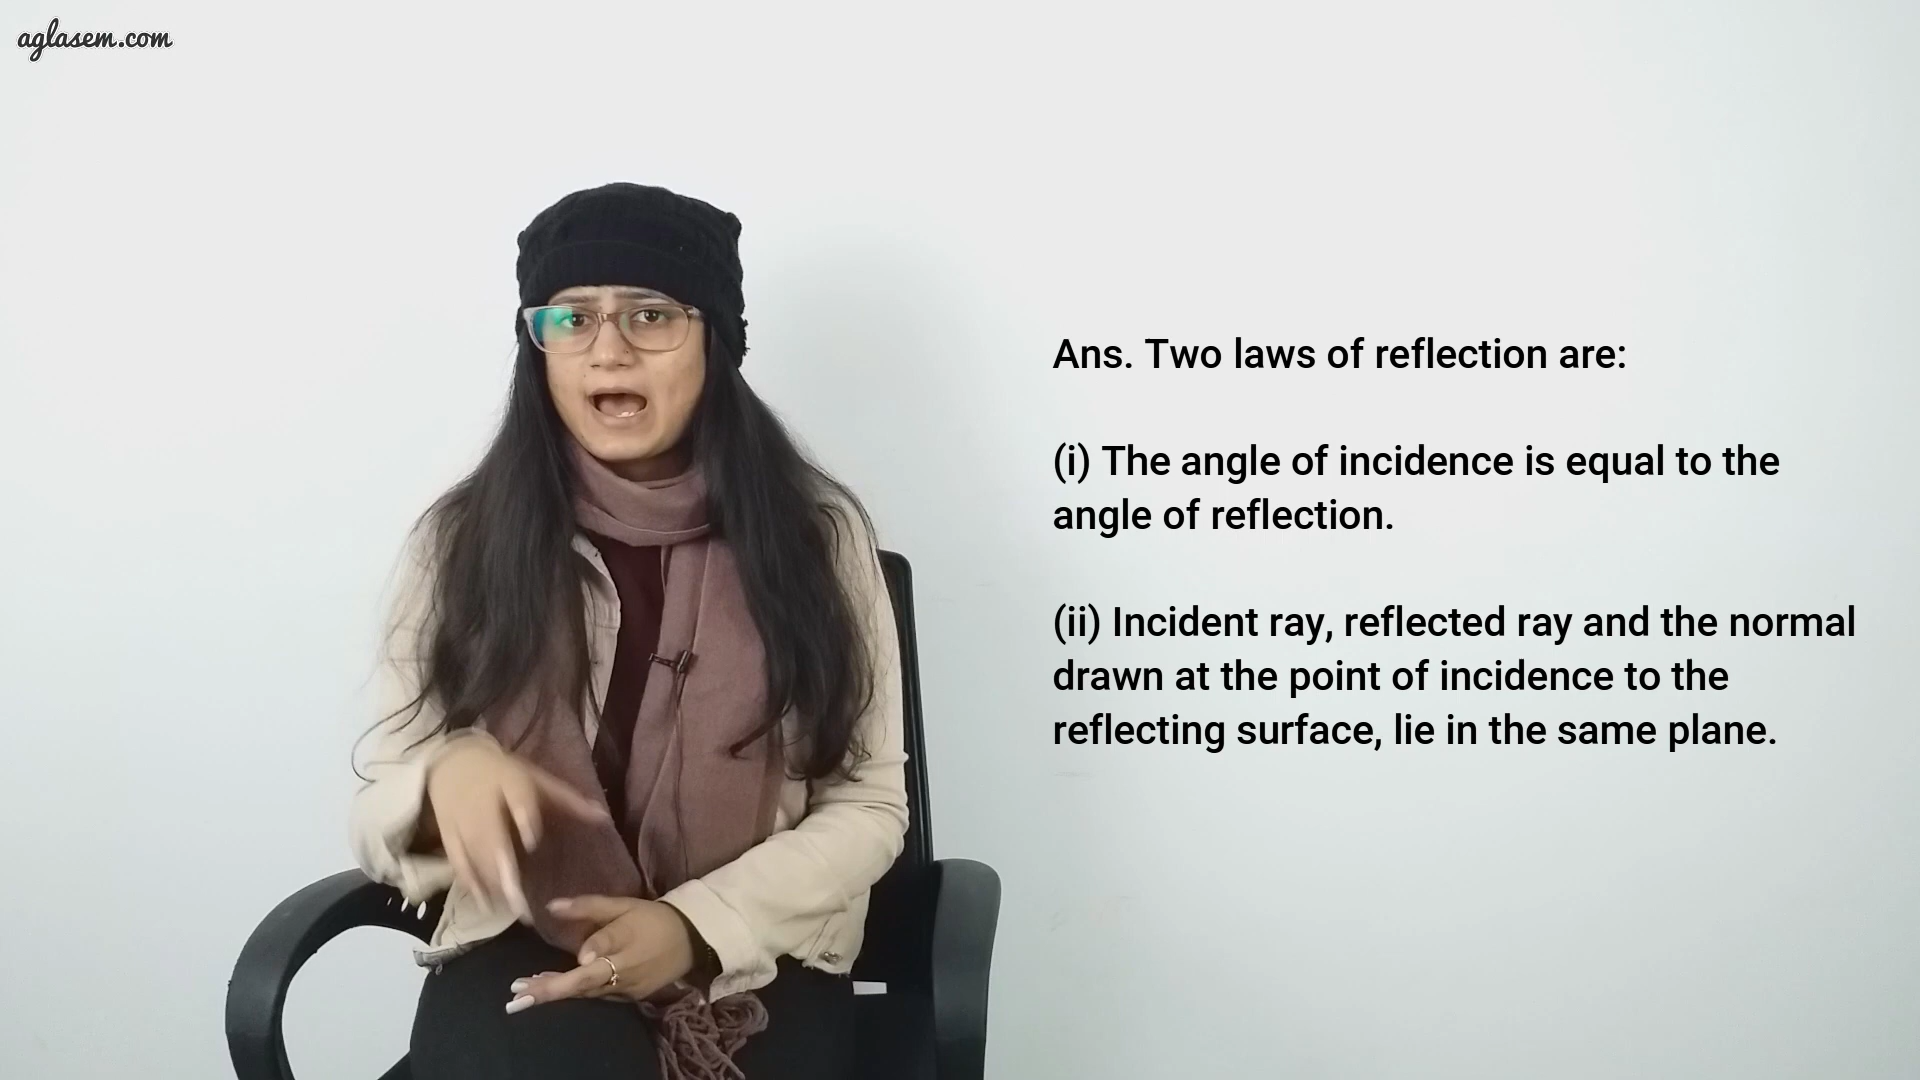 aglasem.com
Ans. Two laws of reflection are:
(i) The angle of incidence is equal to the
angle of reflection.
(ii) Incident ray, reflected ray and the normal
drawn at the point of incidence to the
reflecting surface, lie in the same plane.